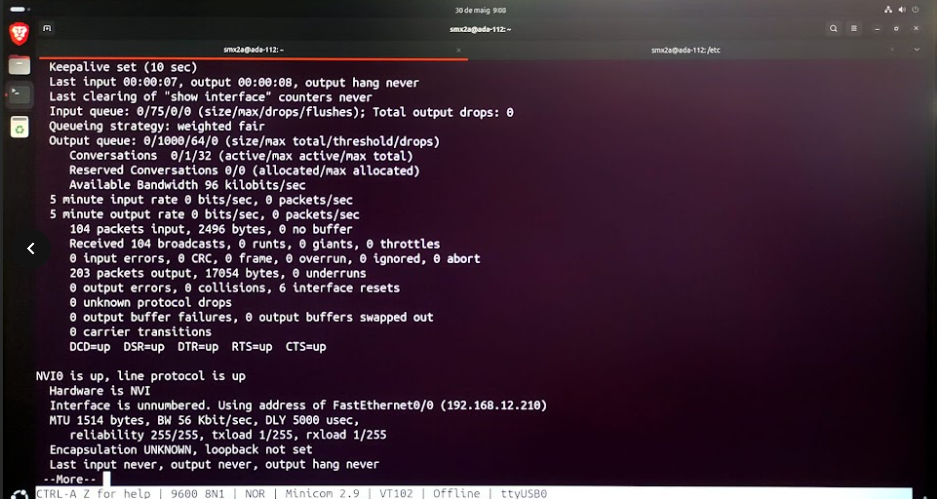 30 de maig 9:08
smx2a@ada-112: ~
smx2a@ada-112: ~
smx2a@ada-112: /etc
Keepalive set (10 sec)
Last input 00:00:07, output 00:00:08, output hang never
Last clearing of "show interface" counters never
Input queue: 0/75/0/0 (size/max/drops/flushes); Total output drops: 0
Queueing strategy: weighted fair
Output queue: 0/1000/64/0 (size/max total/threshold/drops)
Conversations  0/1/32 (active/max active/max total)
Reserved Conversations 0/0 (allocated/max allocated)
Available Bandwidth 96 kilobits/sec
5 minute input rate 0 bits/sec, 0 packets/sec
5 minute output rate 0 bits/sec, 0 packets/sec
104 packets input, 2496 bytes, 0 no buffer
Received 104 broadcasts, 0 runts, 0 giants, 0 throttles
0 input errors, 0 CRC, 0 frame, 0 overrun, 0 ignored, 0 abort
203 packets output, 17054 bytes, 0 underruns
0 output errors, 0 collisions, 6 interface resets
0 unknown protocol drops
0 output buffer failures, 0 output buffers swapped out
0 carrier transitions
DCD=up  DSR=up  DTR=up  RTS=up  CTS=up
NVI0 is up, line protocol is up
Hardware is NVI
Interface is unnumbered. Using address of FastEthernet0/0 (192.168.12.210)
MTU 1514 bytes, BW 56 Kbit/sec, DLY 5000 usec,
reliability 255/255, txload 1/255, rxload 1/255
Encapsulation UNKNOWN, loopback not set
Last input never, output never, output hang never
--More--
CTRL-A Z for help | 9600 8N1 | NOR | Minicom 2.9 | VT102 | Offline | ttyUSB0